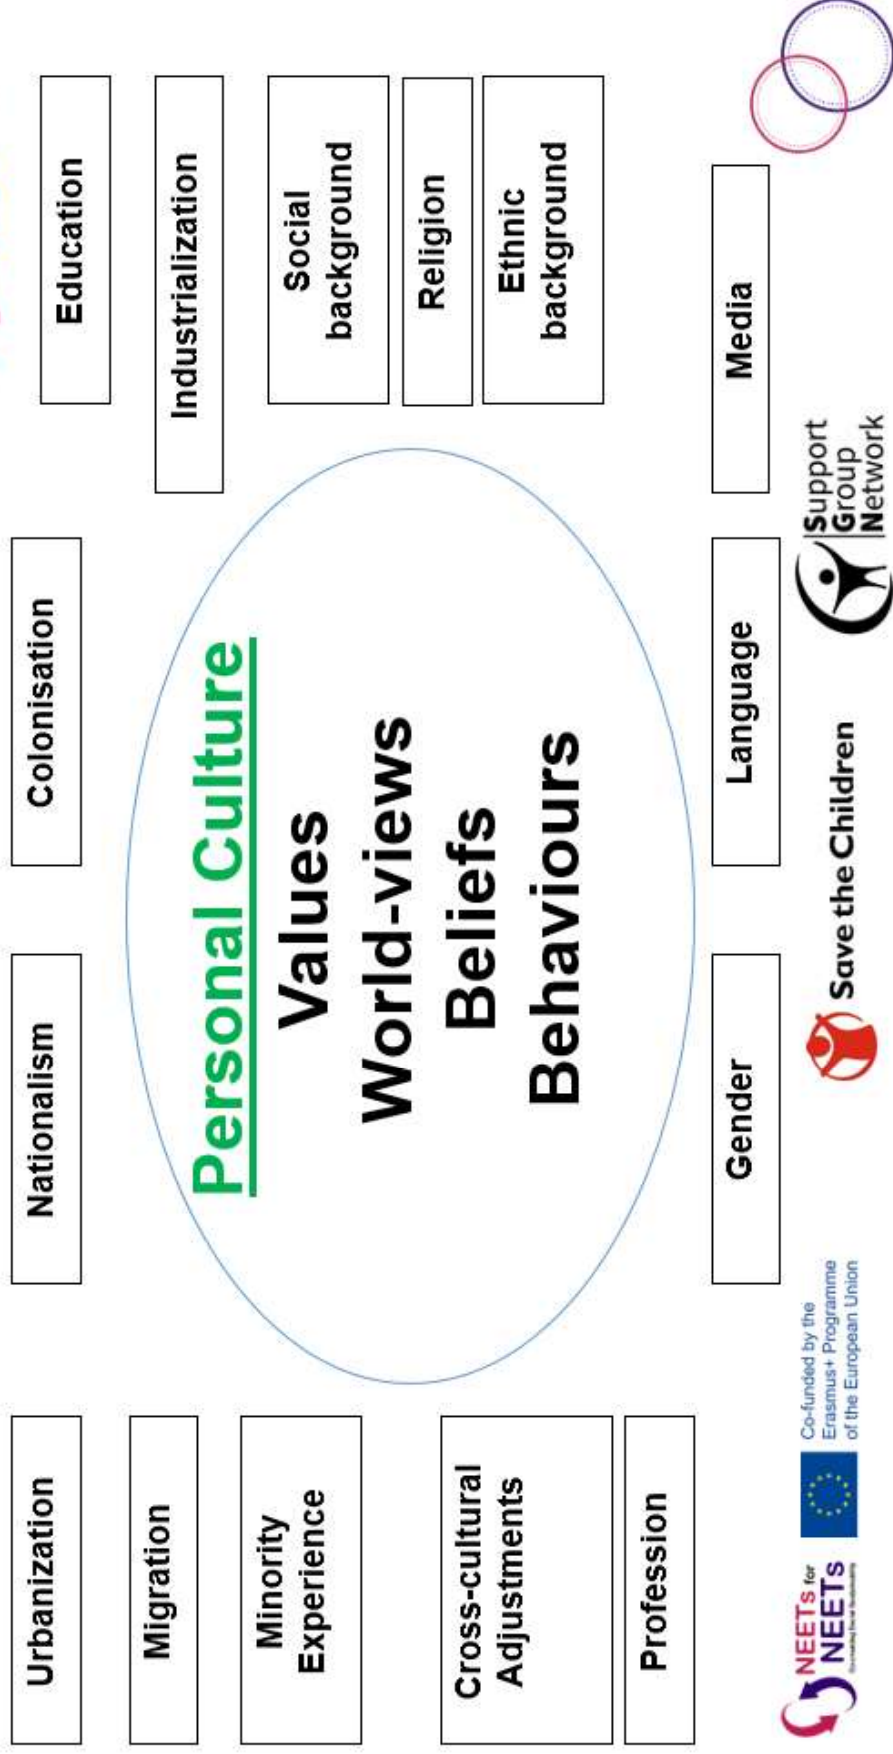 Urbanization
Nationalism
Colonisation
Education
Migration
Industrialization
Minority
Experience
Social
background
Personal Culture
Values
World-views
Beliefs
Behaviours
Religion
Cross-cultural
Adjustments
Ethnic
background
Profession
Gender
Language
Media
NEETs for
NEETs
Co-funded by the
Erasmus+ Programme
of the European Union
Save the Children
Support
Group
Network